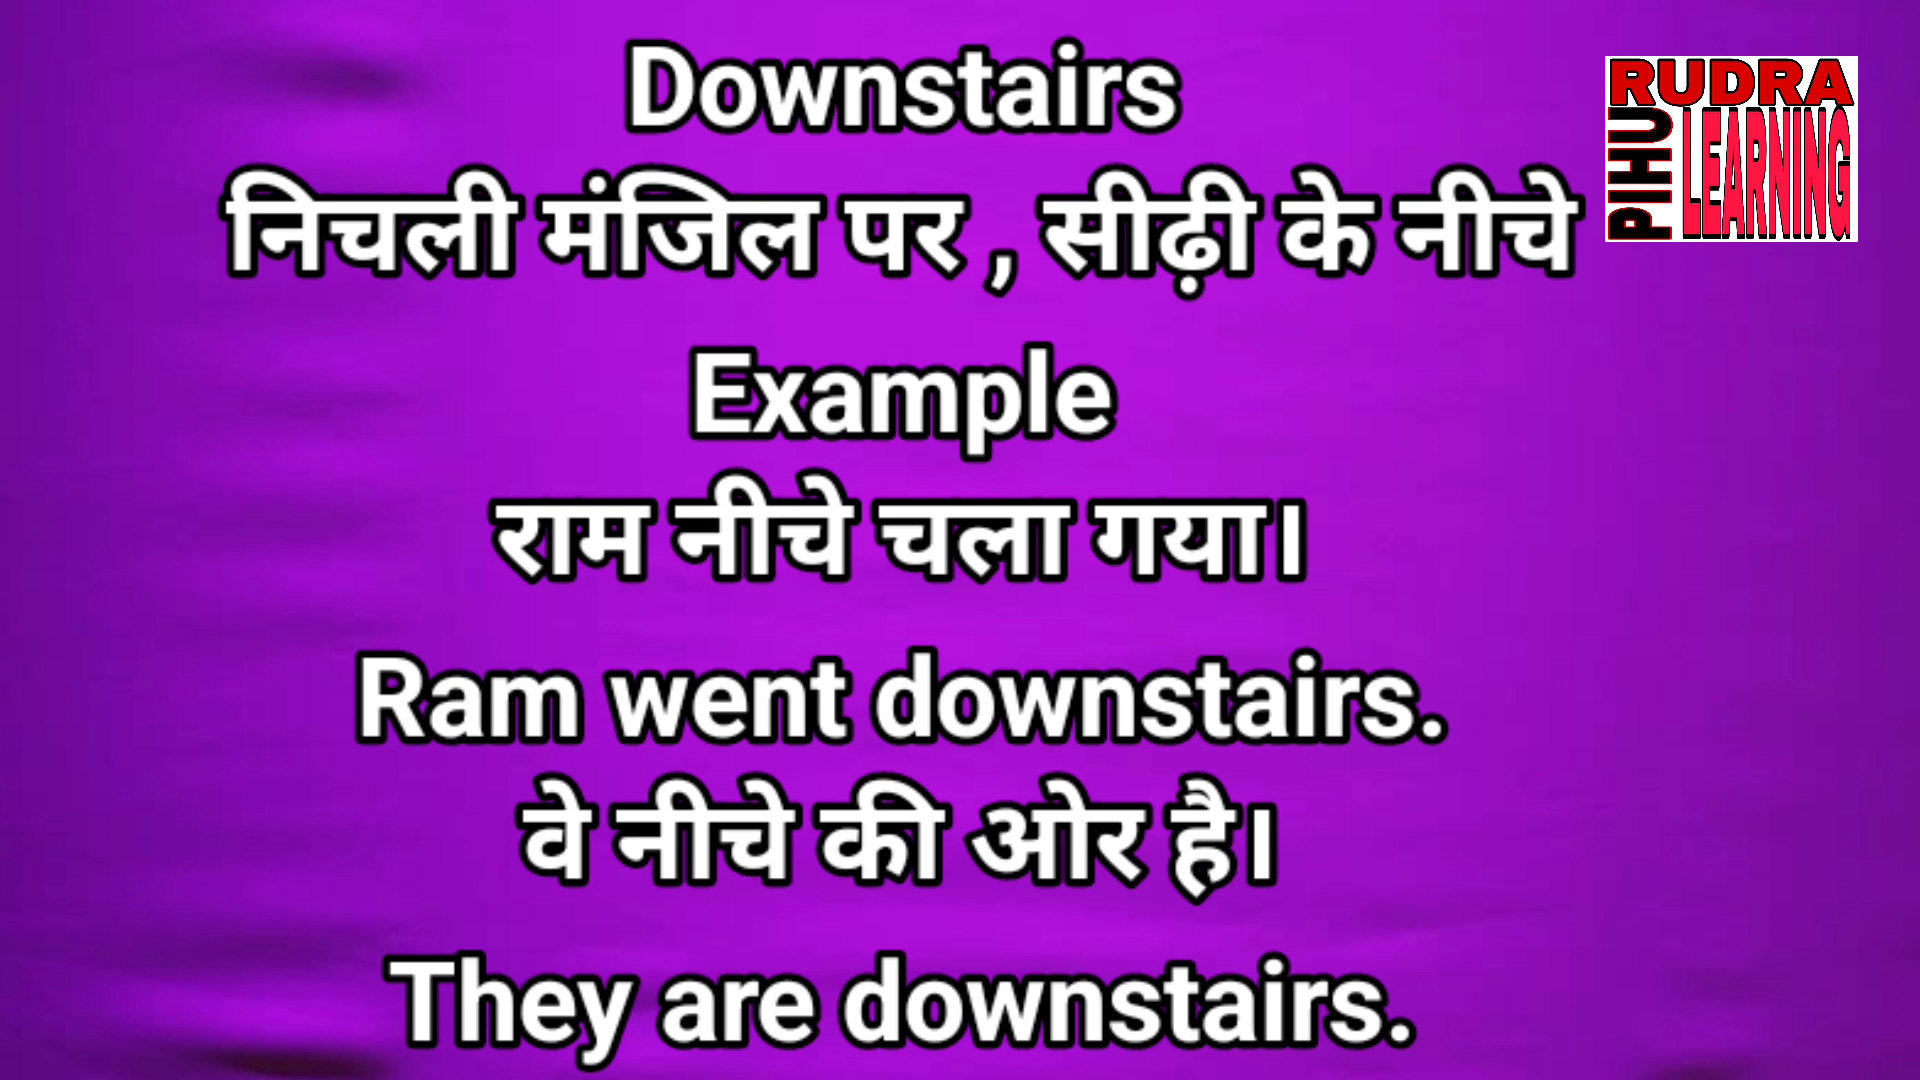 Downstairs
निचली मंजिल पर , सीढ़ी के नीचे
Example
राम नीचे चला गया।
Ram went downstairs.
वे नीचे की ओर है।
They are downstairs.
RUDRA
PIHU
LEARNING